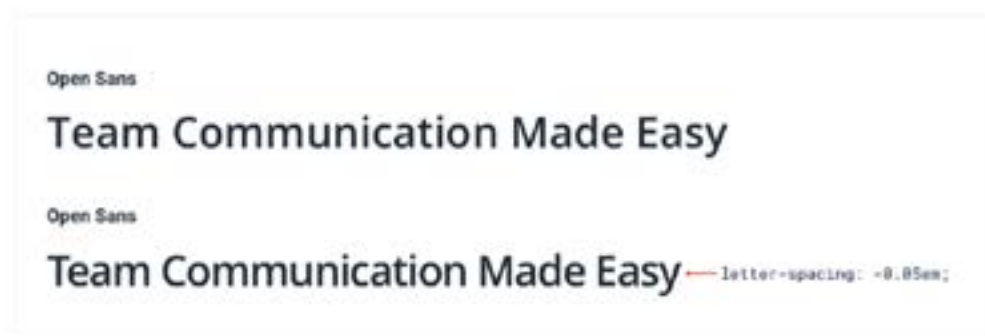 Open Sans
Team Communication Made Easy
Open Sans
Team Communication Made Easy
letter-spacing: -0.05em;